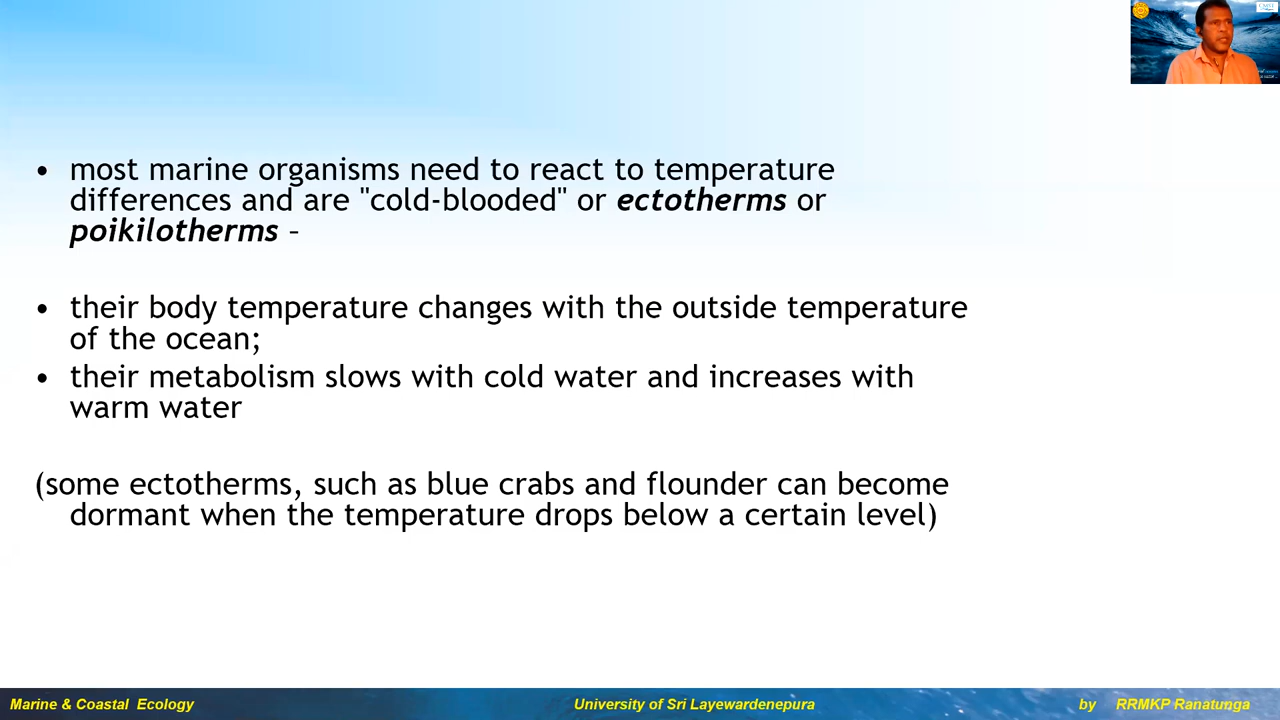 • most marine organisms need to react to temperature
differences and are "cold-blooded" or ectotherms or
poikilotherms –
• their body temperature changes with the outside temperature
of the ocean;
• their metabolism slows with cold water and increases with
warm water
(some ectotherms, such as blue crabs and flounder can become
dormant when the temperature drops below a certain level)
Marine & Coastal Ecology University of Sri Layewardenepura by RRMKP Ranatunga